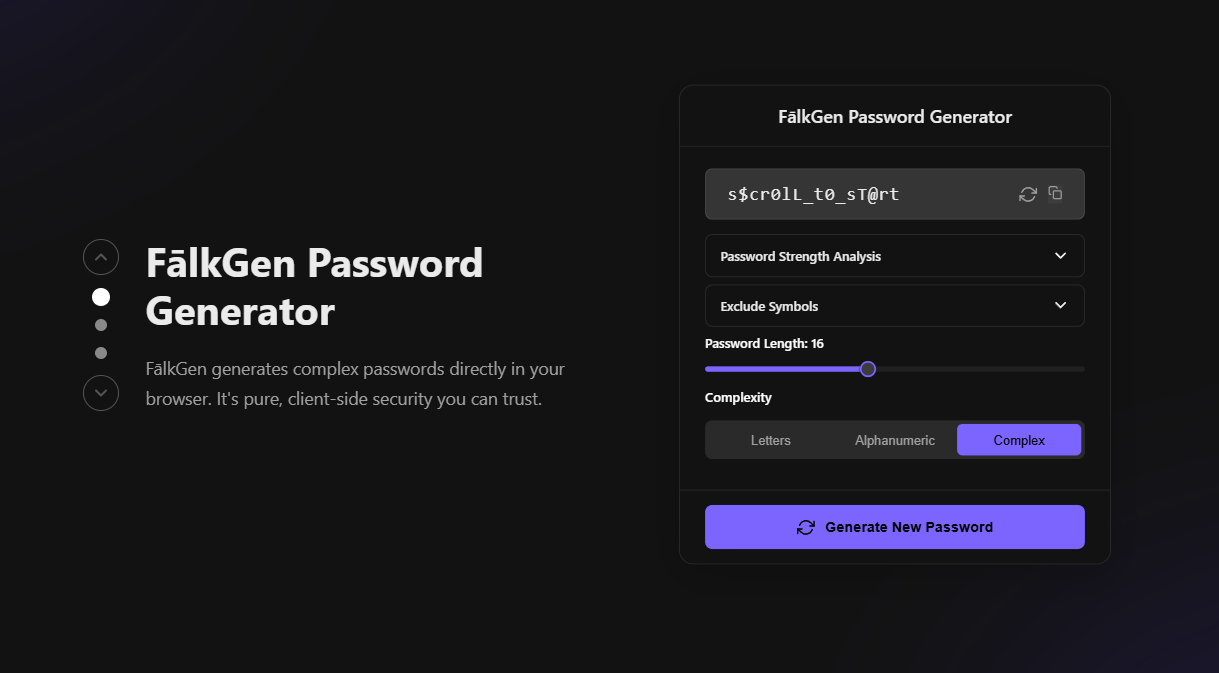 FālkGen Password
Generator
FālkGen generates complex passwords directly in your
browser. It's pure, client-side security you can trust.
FālkGen Password Generator
s$cr0lL_t0_sT@rt
Password Strength Analysis
Exclude Symbols
Password Length: 16
Complexity
Letters
Alphanumeric
Complex
Generate New Password